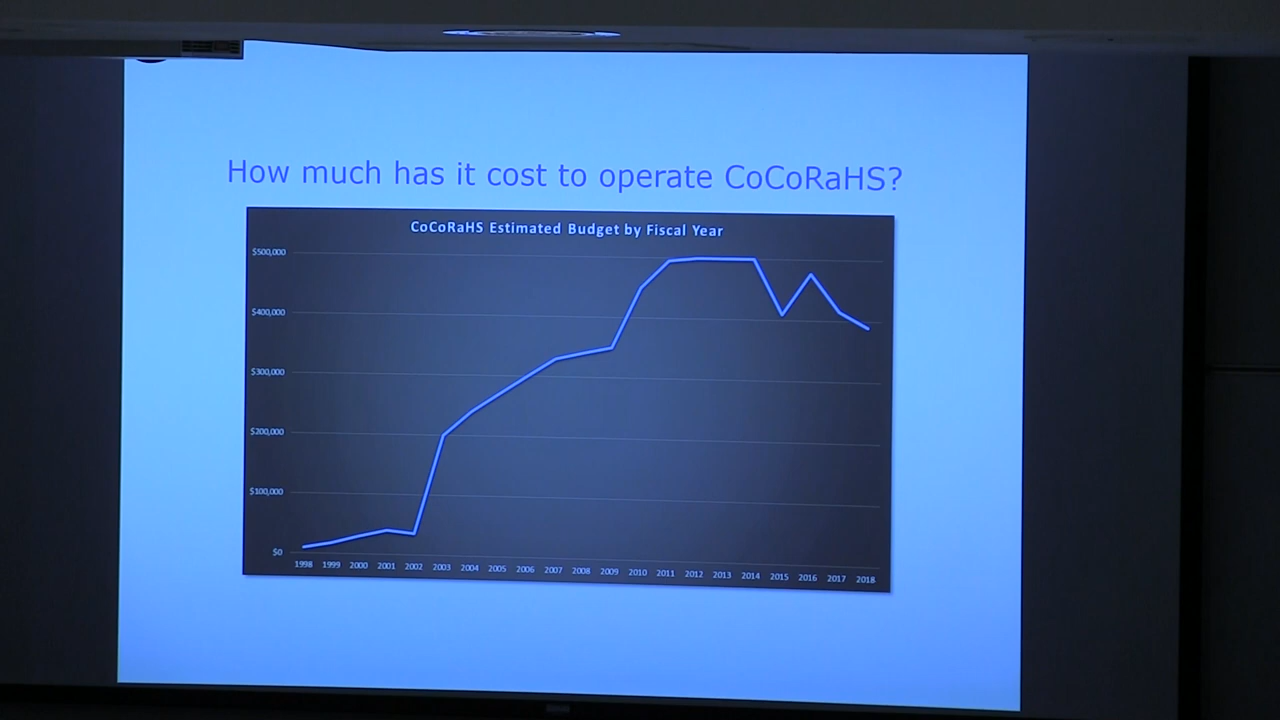 How much has it cost to operate CoCoRaHS?
CoCoRaHS Estimated Budget by Fiscal Year
$500,000
$400,000
$300,000
$200,000
$100,000
$0
1998 1999 2000 2001 2002 2003 2004 2005 2006 2007 2008 2009 2010 2011 2012 2013 2014 2015 2016 2017 2018